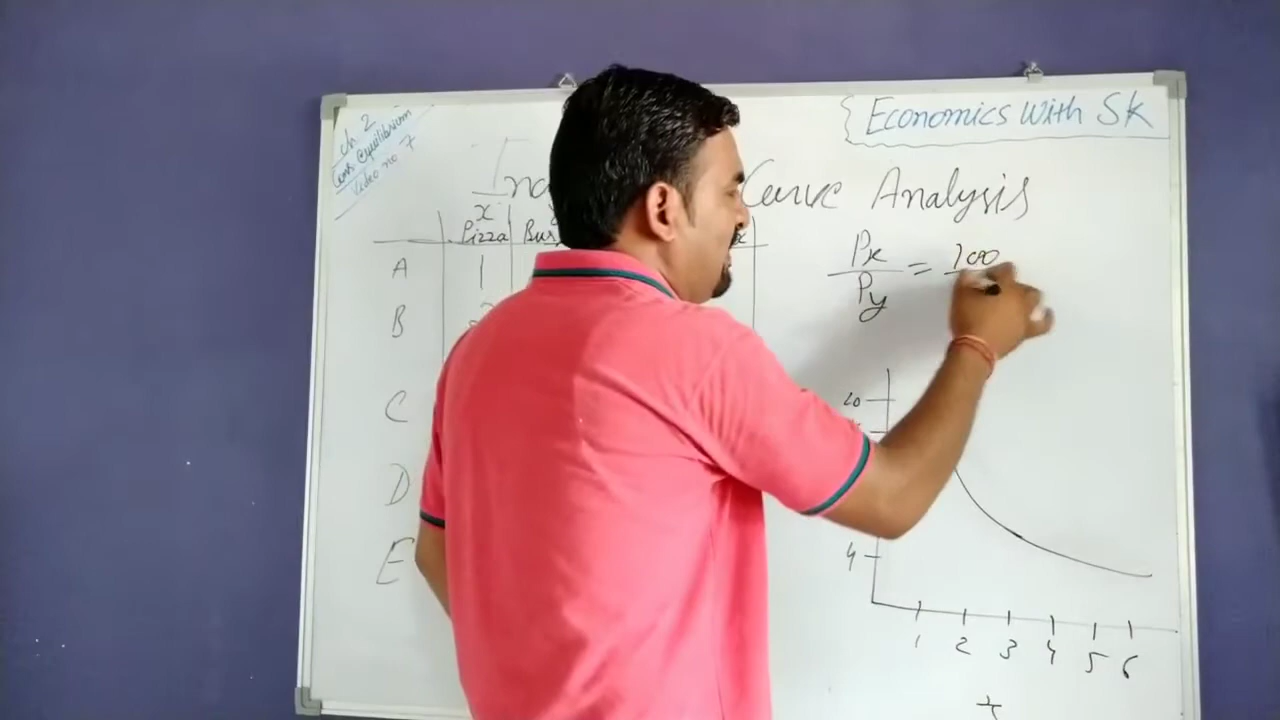 Ch 2
Cons Equilibrium
Video no 7
Economics With SK
Curve Analysis
x
Pizza
A 1
B
C
D
E
Px
Py
=
20
4
1 2 3 4 5 6